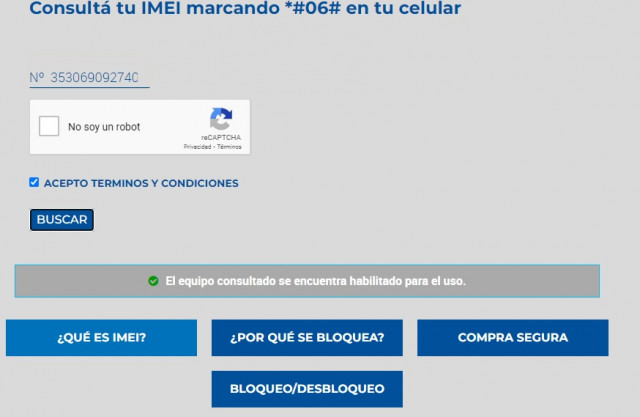 Consultá tu IMEI marcando *#06# en tu celular
Nº 353069092740
No soy un robot
reCAPTCHA
Privacidad - Términos
ACEPTO TERMINOS Y CONDICIONES
BUSCAR
El equipo consultado se encuentra habilitado para el uso.
¿QUÉ ES IMEI?
¿POR QUÉ SE BLOQUEA?
COMPRA SEGURA
BLOQUEO/DESBLOQUEO